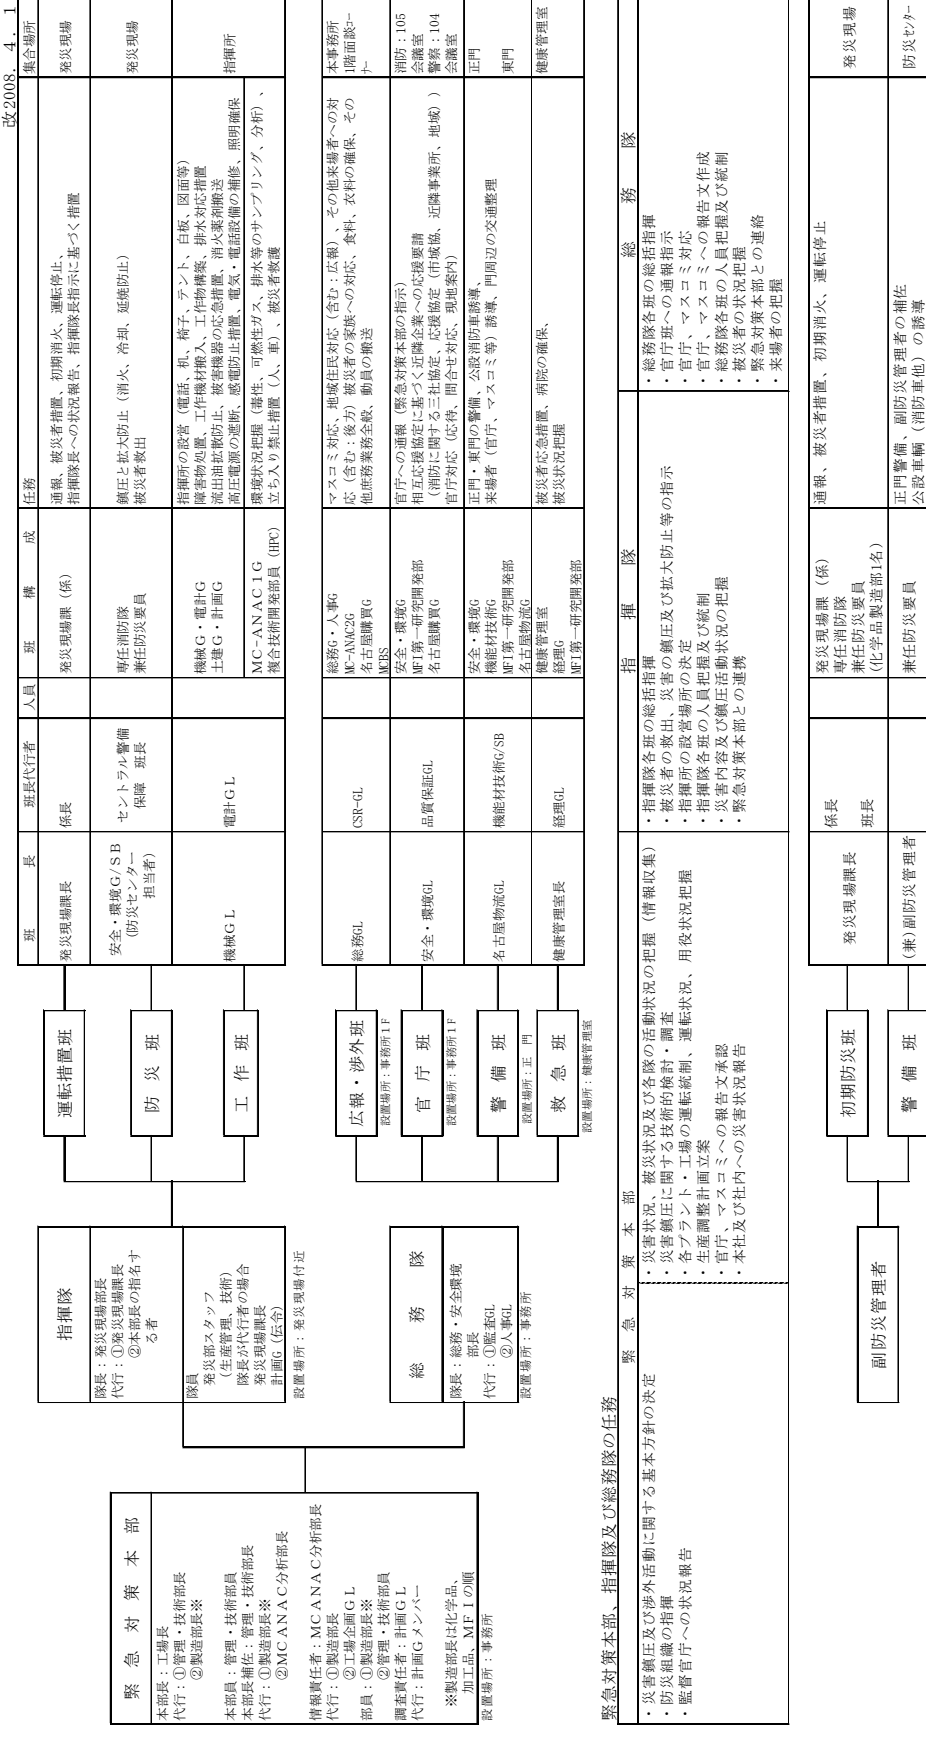 改2008. 4. 1
緊 急 対 策 本 部
本部長：工場長
代行：①管理・技術部長
②製造部長※
本部員：管理・技術部員
本部長補佐：管理・技術部長
代行：①製造部長※
②ＭＣＡＮＡＣ分析部長
情報責任者：ＭＣＡＮＡＣ分析部長
代行：①製造部長
②工場企画ＧＬ
部員：①製造部長※
②管理・技術部員
調査責任者：計画ＧＬ
代行：計画Ｇメンバー
※製造部長は化学品、
加工品、ＭＦＩの順
設置場所：事務所
指揮隊
隊長：発災現場部長
代行：①発災現場課長
②本部長の指名す
る者
隊員
発災部スタッフ
（生産管理、技術）
隊長が代行者の場合
発災現場課長
計画G（伝令）
設置場所：発災現場付近
総 務 隊
隊長：総務・安全環境
部長
代行：①監査GL
②人事GL
設置場所：事務所
班 長
班長代行者
人員
班 構 成
任務
集合場所
運転措置班
発災現場課長
係長
発災現場課（係）
通報、被災者措置、初期消火、運転停止、
指揮隊長への状況報告、指揮隊長指示に基づく措置
発災現場
防 災 班
安全・環境G/ＳＢ
（防災センター
担当者）
セントラル警備
保障 班長
専任消防隊
兼任防災要員
鎮圧と拡大防止（消火、冷却、延焼防止）
被災者救出
発災現場
工 作 班
機械ＧＬ
電計ＧＬ
機械Ｇ・電計Ｇ
土建Ｇ・計画Ｇ
指揮所の設営（電話、机、椅子、テント、白板、図面等）
障害物処置、工作機材搬入、工作物構築、排水対応措置
流出油拡散防止、被害機器の応急措置、消火薬剤搬送
高圧電源の遮断、感電防止措置、電気・電話設備の補修、照明確保
ＭＣ－ＡＮＡＣ１Ｇ
複合技術開発部員（HPC）
環境状況把握（毒性、可燃性ガス、排水等のサンプリング、分析）、
立ち入り禁止措置（人、車）、被災者救護
指揮所
広報・渉外班
設置場所：事務所１Ｆ
総務GL
CSR-GL
総務G・人事G
MC-ANAC2G
名古屋購買G
MCBS
マスコミ対応、地域住民対応（含む：広報）、その他来場者への対
応（含む：後方）被災者の家族への対応、食料、衣料の確保、その
他庶務業務全般、動員の搬送
本事務所
1階面談ｺｰ
ﾅｰ
官 庁 班
設置場所：事務所１Ｆ
安全・環境GL
品質保証GL
安全・環境G
MFI第一研究開発部
名古屋購買G
官庁への通報（緊急対策本部の指示）
相互応援協定に基づく近隣企業への応援要請
（消防に関する三社協定、応援協定（市域協、近隣事業所、地域））
官庁対応（応待、問合せ対応、現地案内）
消防：105
会議室
警察：104
会議室
警 備 班
設置場所：正 門
名古屋物流GL
機能材技術G/SB
安全・環境G
機能材技術G
MFI第一研究開発部
名古屋物流G
正門・東門の警備、公設消防車誘導、
来場者（官庁、マスコミ等）誘導、門周辺の交通整理
正門
東門
救 急 班
設置場所：健康管理室
健康管理室長
経理GL
健康管理室
経理G
MFI第一研究開発部
被災者応急措置、病院の確保、
被災状況把握
健康管理室
緊急対策本部、指揮隊及び総務隊の任務
緊 急 対 策 本 部
・災害鎮圧及び渉外活動に関する基本方針の決定
・防災組織の指揮
・監督官庁への状況報告
・災害状況、被災状況及び各隊の活動状況の把握（情報収集）
・災害鎮圧に関する技術的検討・調査
・各プラント・工場の運転統制、運転状況、用役状況把握
・生産調整計画立案
・官庁、マスコミへの報告文承認
・本社及び社内への災害状況報告
指 揮 隊
・指揮隊各班の総括指揮
・被災者の救出、災害の鎮圧及び拡大防止等の指示
・指揮所の設営場所の決定
・指揮隊各班の人員把握及び統制
・災害内容及び鎮圧活動状況の把握
・緊急対策本部との連携
総 務 隊
・総務隊各班の総括指揮
・官庁班への通報指示
・官庁、マスコミ対応
・官庁、マスコミへの報告文作成
・総務隊各班の人員把握及び統制
・被災者の状況把握
・緊急対策本部との連絡
・来場者の把握
副防災管理者
初期防災班
発災現場課長
係長
班長
発災現場課（係）
専任消防隊
兼任防災要員
（化学品製造部1名）
通報、被災者措置、初期消火、運転停止
発災現場
警 備 班
（兼）副防災管理者
兼任防災要員
正門警備、副防災管理者の補佐
公設車輌（消防車他）の誘導
防災ｾﾝﾀｰ